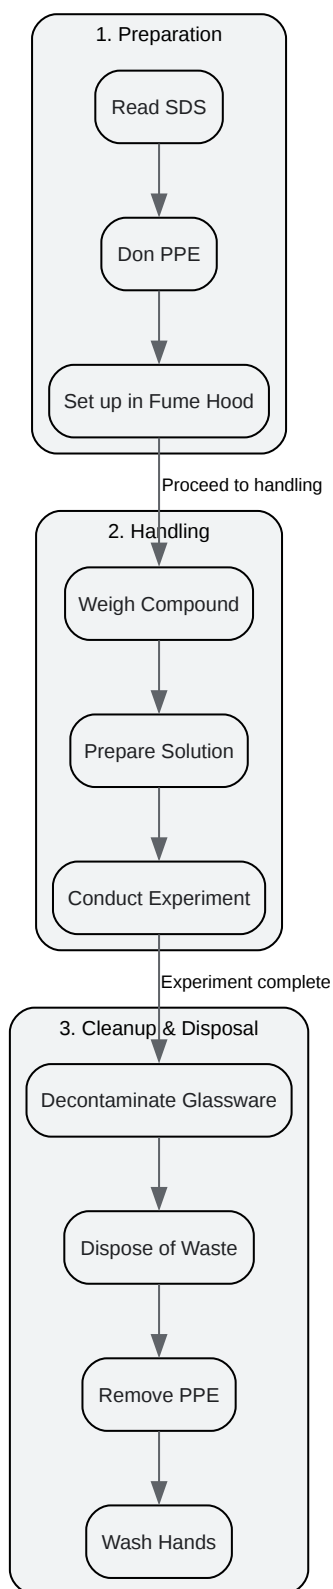 1. Preparation
Read SDS
Don PPE
Set up in Fume Hood
Proceed to handling
2. Handling
Weigh Compound
Prepare Solution
Conduct Experiment
Experiment complete
3. Cleanup & Disposal
Decontaminate Glassware
Dispose of Waste
Remove PPE
Wash Hands